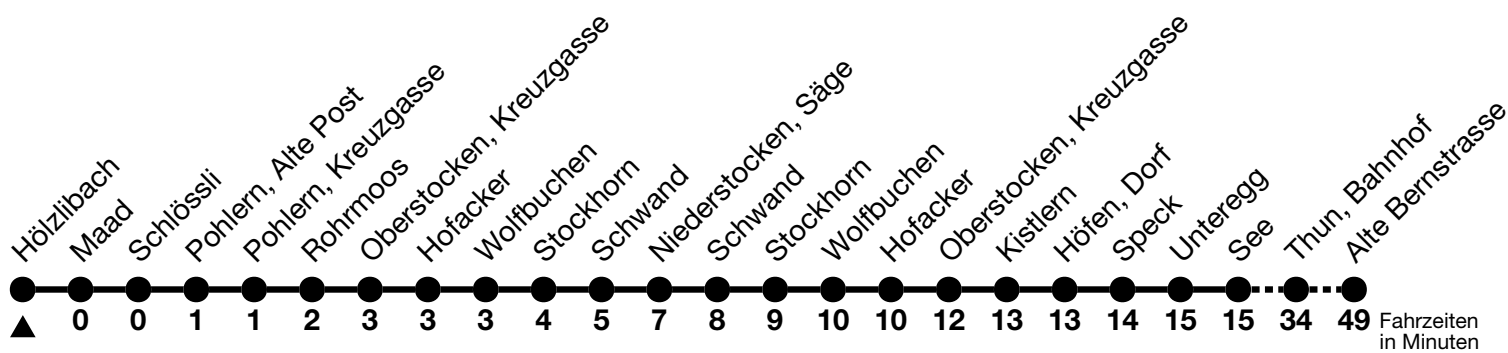 Hölzlibach
Maad
Schlössli
Pohlern, Alte Post
Pohlern, Kreuzgasse
Rohrmoos
Oberstocken, Kreuzgasse
Hofacker
Wolfbuchen
Stockhorn
Schwand
Niederstocken, Säge
Schwand
Stockhorn
Wolfbuchen
Hofacker
Oberstocken, Kreuzgasse
Kistlern
Höfen, Dorf
Speck
Unteregg
See
Thun, Bahnhof
Alte Bernstrasse
0 0 1 1 2 3 3 3 4 5 7 8 9 10 10 12 13 13 14 15 15 34 49 Fahrzeiten
in Minuten